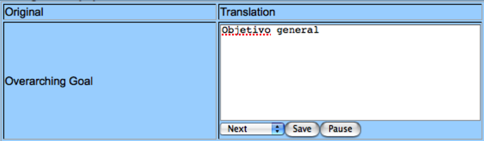 Original
Translation
Overarching Goal
Objetivo general
Next
Save
Pause